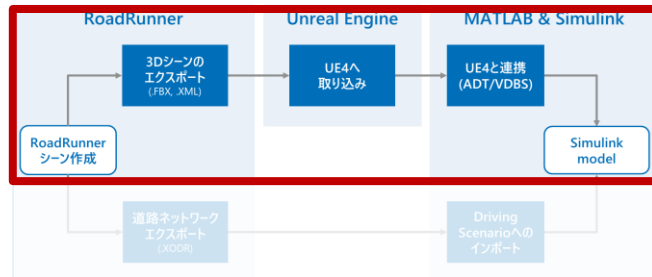 RoadRunner
Unreal Engine
MATLAB & Simulink
3Dシーンの
エクスポート
(.FBX, .XML)
UE4へ
取り込み
UE4と連携
(ADT/VDBS)
RoadRunner
シーン作成
Simulink
model
道路ネットワーク
エクスポート
(.XODR)
Driving
Scenarioへの
インポート